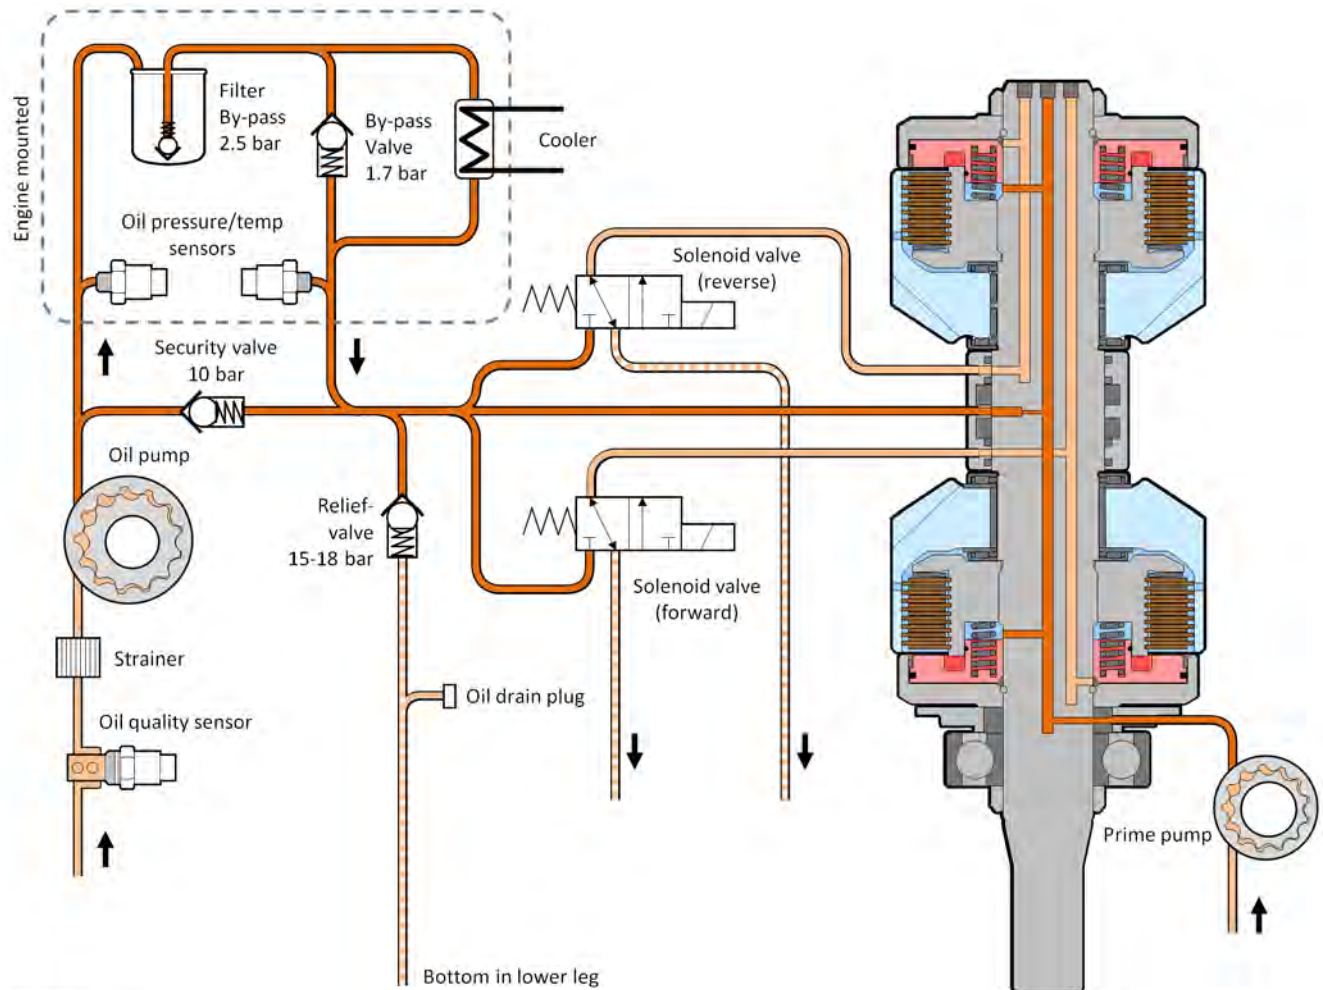 Engine mounted
Filter
By-pass
2.5 bar
By-pass
Valve
1.7 bar
Cooler
Oil pressure/temp
sensors
Solenoid valve
(reverse)
Security valve
10 bar
Oil pump
Relief-
valve
15-18 bar
Solenoid valve
(forward)
Strainer
Oil drain plug
Oil quality sensor
Prime pump
Bottom in lower leg